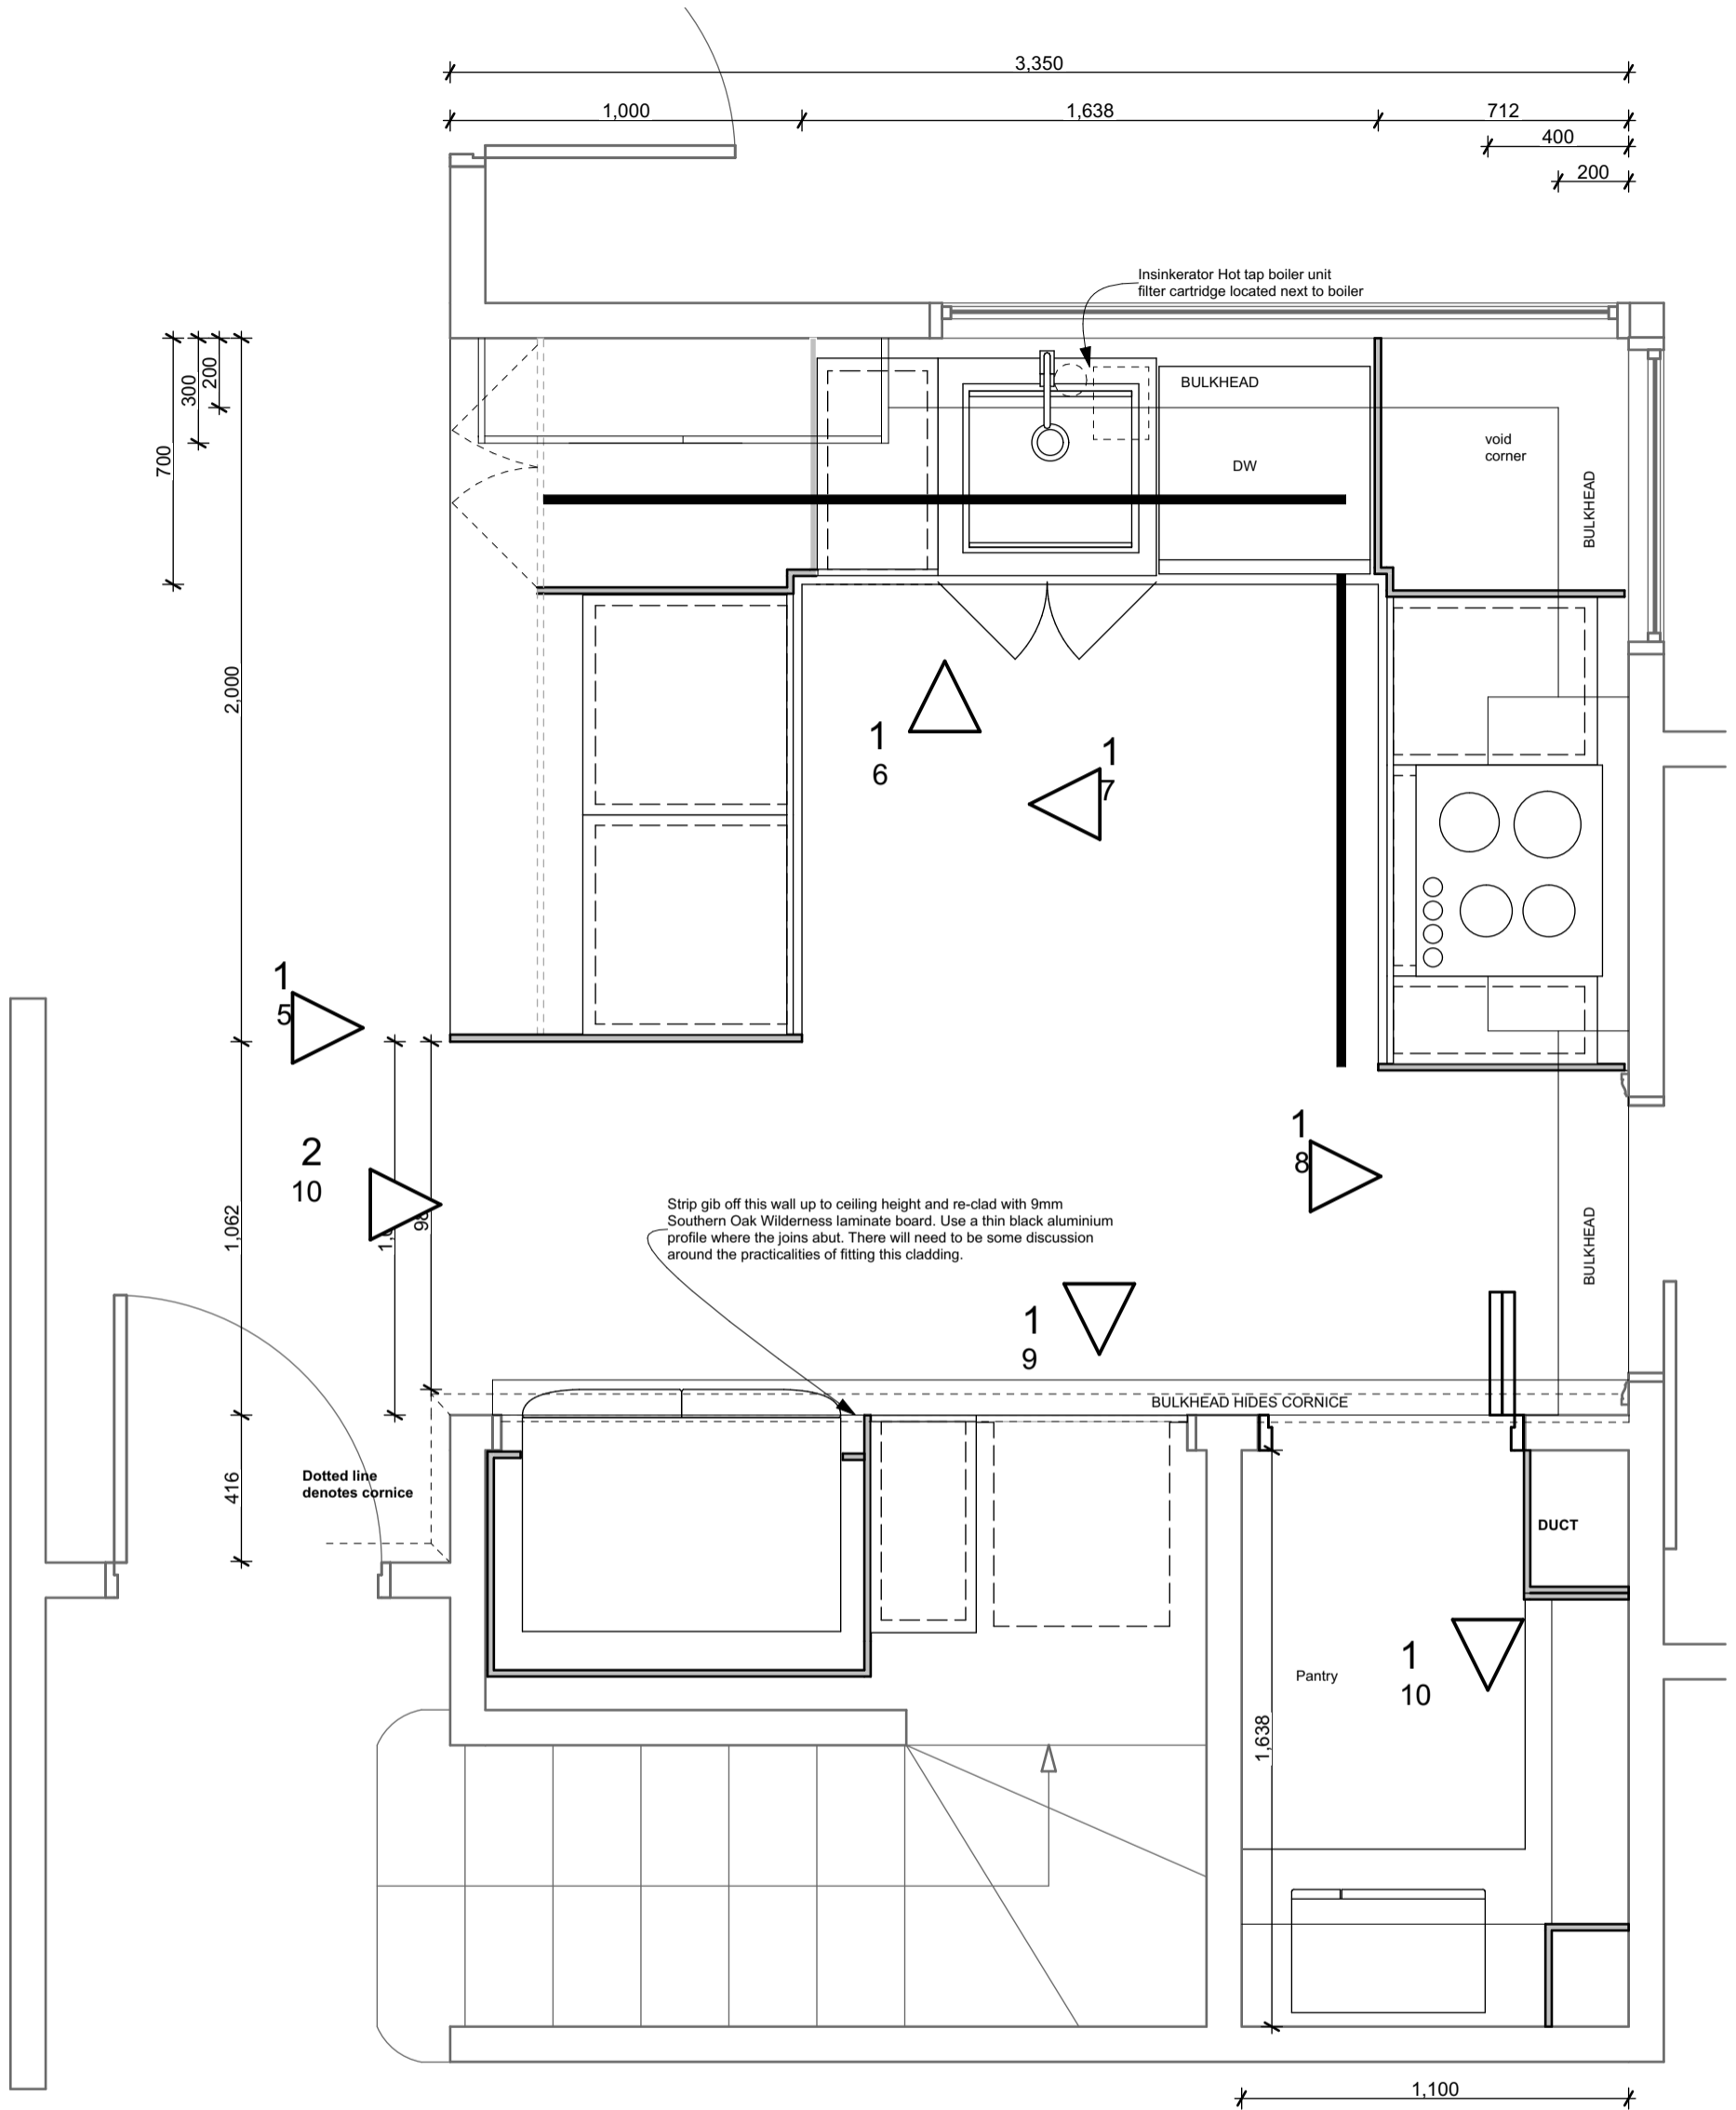 3,350
1,000
1,638
712
400
200
Insinkerator Hot tap boiler unit
filter cartridge located next to boiler
200
300
700
BULKHEAD
DW
void
corner
BULKHEAD
2,000
1
6
1
7
1
5
2
10
1
8
1,062
Strip gib off this wall up to ceiling height and re-clad with 9mm
Southern Oak Wilderness laminate board. Use a thin black aluminium
profile where the joins abut. There will need to be some discussion
around the practicalities of fitting this cladding.
BULKHEAD
1
9
BULKHEAD HIDES CORNICE
416
Dotted line
denotes cornice
DUCT
Pantry
1
10
1,638
1,100